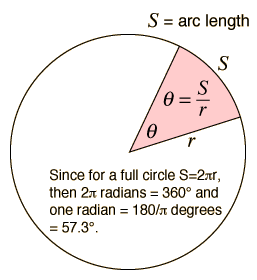 S = arc length
S
θ = S/r
θ
r
Since for a full circle S=2πr,
then 2π radians = 360° and
one radian = 180/π degrees
= 57.3°.